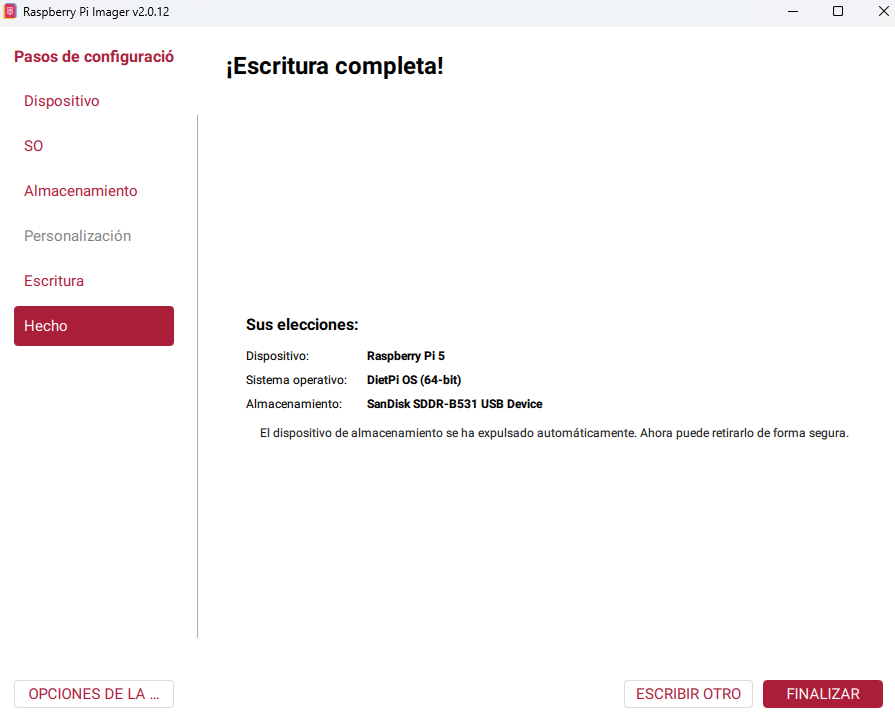 Raspberry Pi Imager v2.0.12
Pasos de configuració
Dispositivo
SO
Almacenamiento
Personalización
Escritura
Hecho
¡Escritura completa!
Sus elecciones:
Dispositivo: Raspberry Pi 5
Sistema operativo: DietPi OS (64-bit)
Almacenamiento: SanDisk SDDR-B531 USB Device
El dispositivo de almacenamiento se ha expulsado automáticamente. Ahora puede retirarlo de forma segura.
OPCIONES DE LA ...
ESCRIBIR OTRO
FINALIZAR